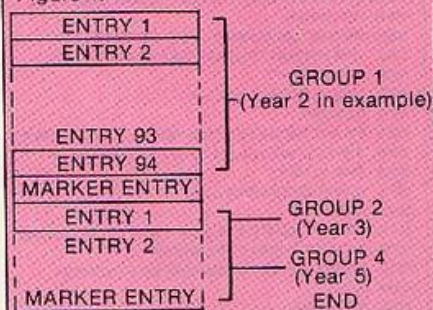 ENTRY 1
ENTRY 2
GROUP 1
(Year 2 in example)
ENTRY 93
ENTRY 94
MARKER ENTRY
ENTRY 1
GROUP 2
(Year 3)
ENTRY 2
GROUP 4
(Year 5)
MARKER ENTRY
END